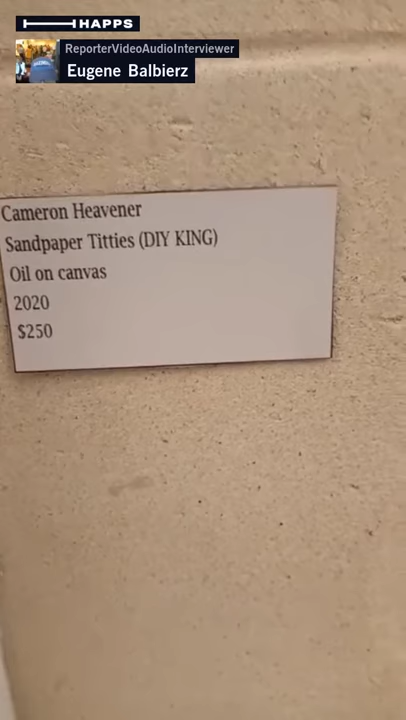 HAPPS
ReporterVideoAudioInterviewer
Eugene Balbierz
Cameron Heavener
Sandpaper Titties (DIY KING)
Oil on canvas
2020
$250